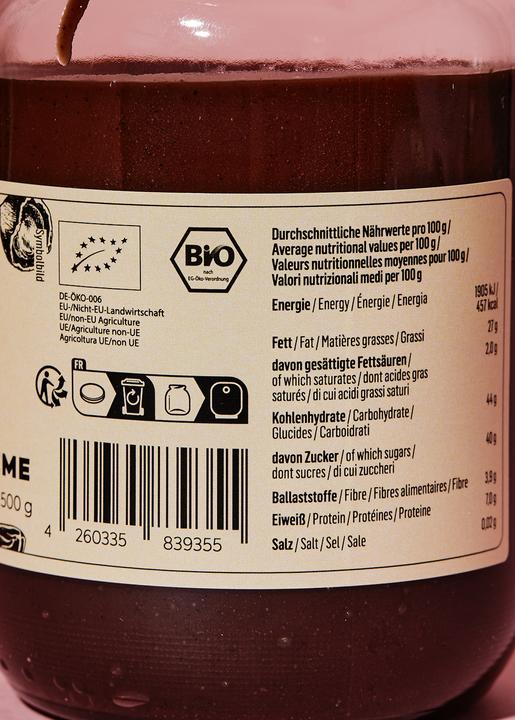 Symbolbild
BiO
nach
EG-Öko-Verordnung
DE-ÖKO-006
EU-/Nicht-EU-Landwirtschaft
EU/non-EU Agriculture
UE/Agriculture non-UE
Agricoltura UE/non UE
FR
ME
500 g
4 260335 839355
Durchschnittliche Nährwerte pro 100 g/
Average nutritional values per 100 g/
Valeurs nutritionnelles moyennes pour 100 g/
Valori nutrizionali medi per 100 g
Energie / Energy / Énergie / Energia 1905 kJ/
457 kcal
Fett / Fat / Matières grasses / Grassi 27 g
davon gesättigte Fettsäuren / 2,0 g
of which saturates / dont acides gras
saturés / di cui acidi grassi saturi
Kohlenhydrate / Carbohydrate / 44 g
Glucides / Carboidrati
davon Zucker / of which sugars / 40 g
dont sucres / di cui zuccheri
Ballaststoffe / Fibre / Fibres alimentaires / Fibre 3,9 g
Eiweiß / Protein / Protéines / Proteine 7,0 g
Salz / Salt / Sel / Sale 0,02 g